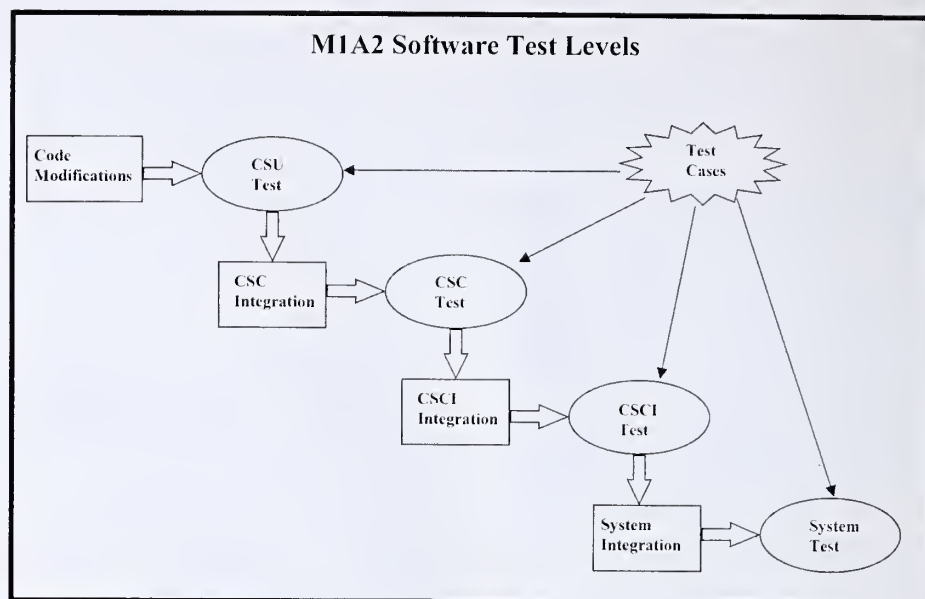 M1A2 Software Test Levels
Code
Modifications
CSU
Test
Test
Cases
CSC
Integration
CSC
Test
CSCI
Integration
CSCI
Test
System
Integration
System
Test